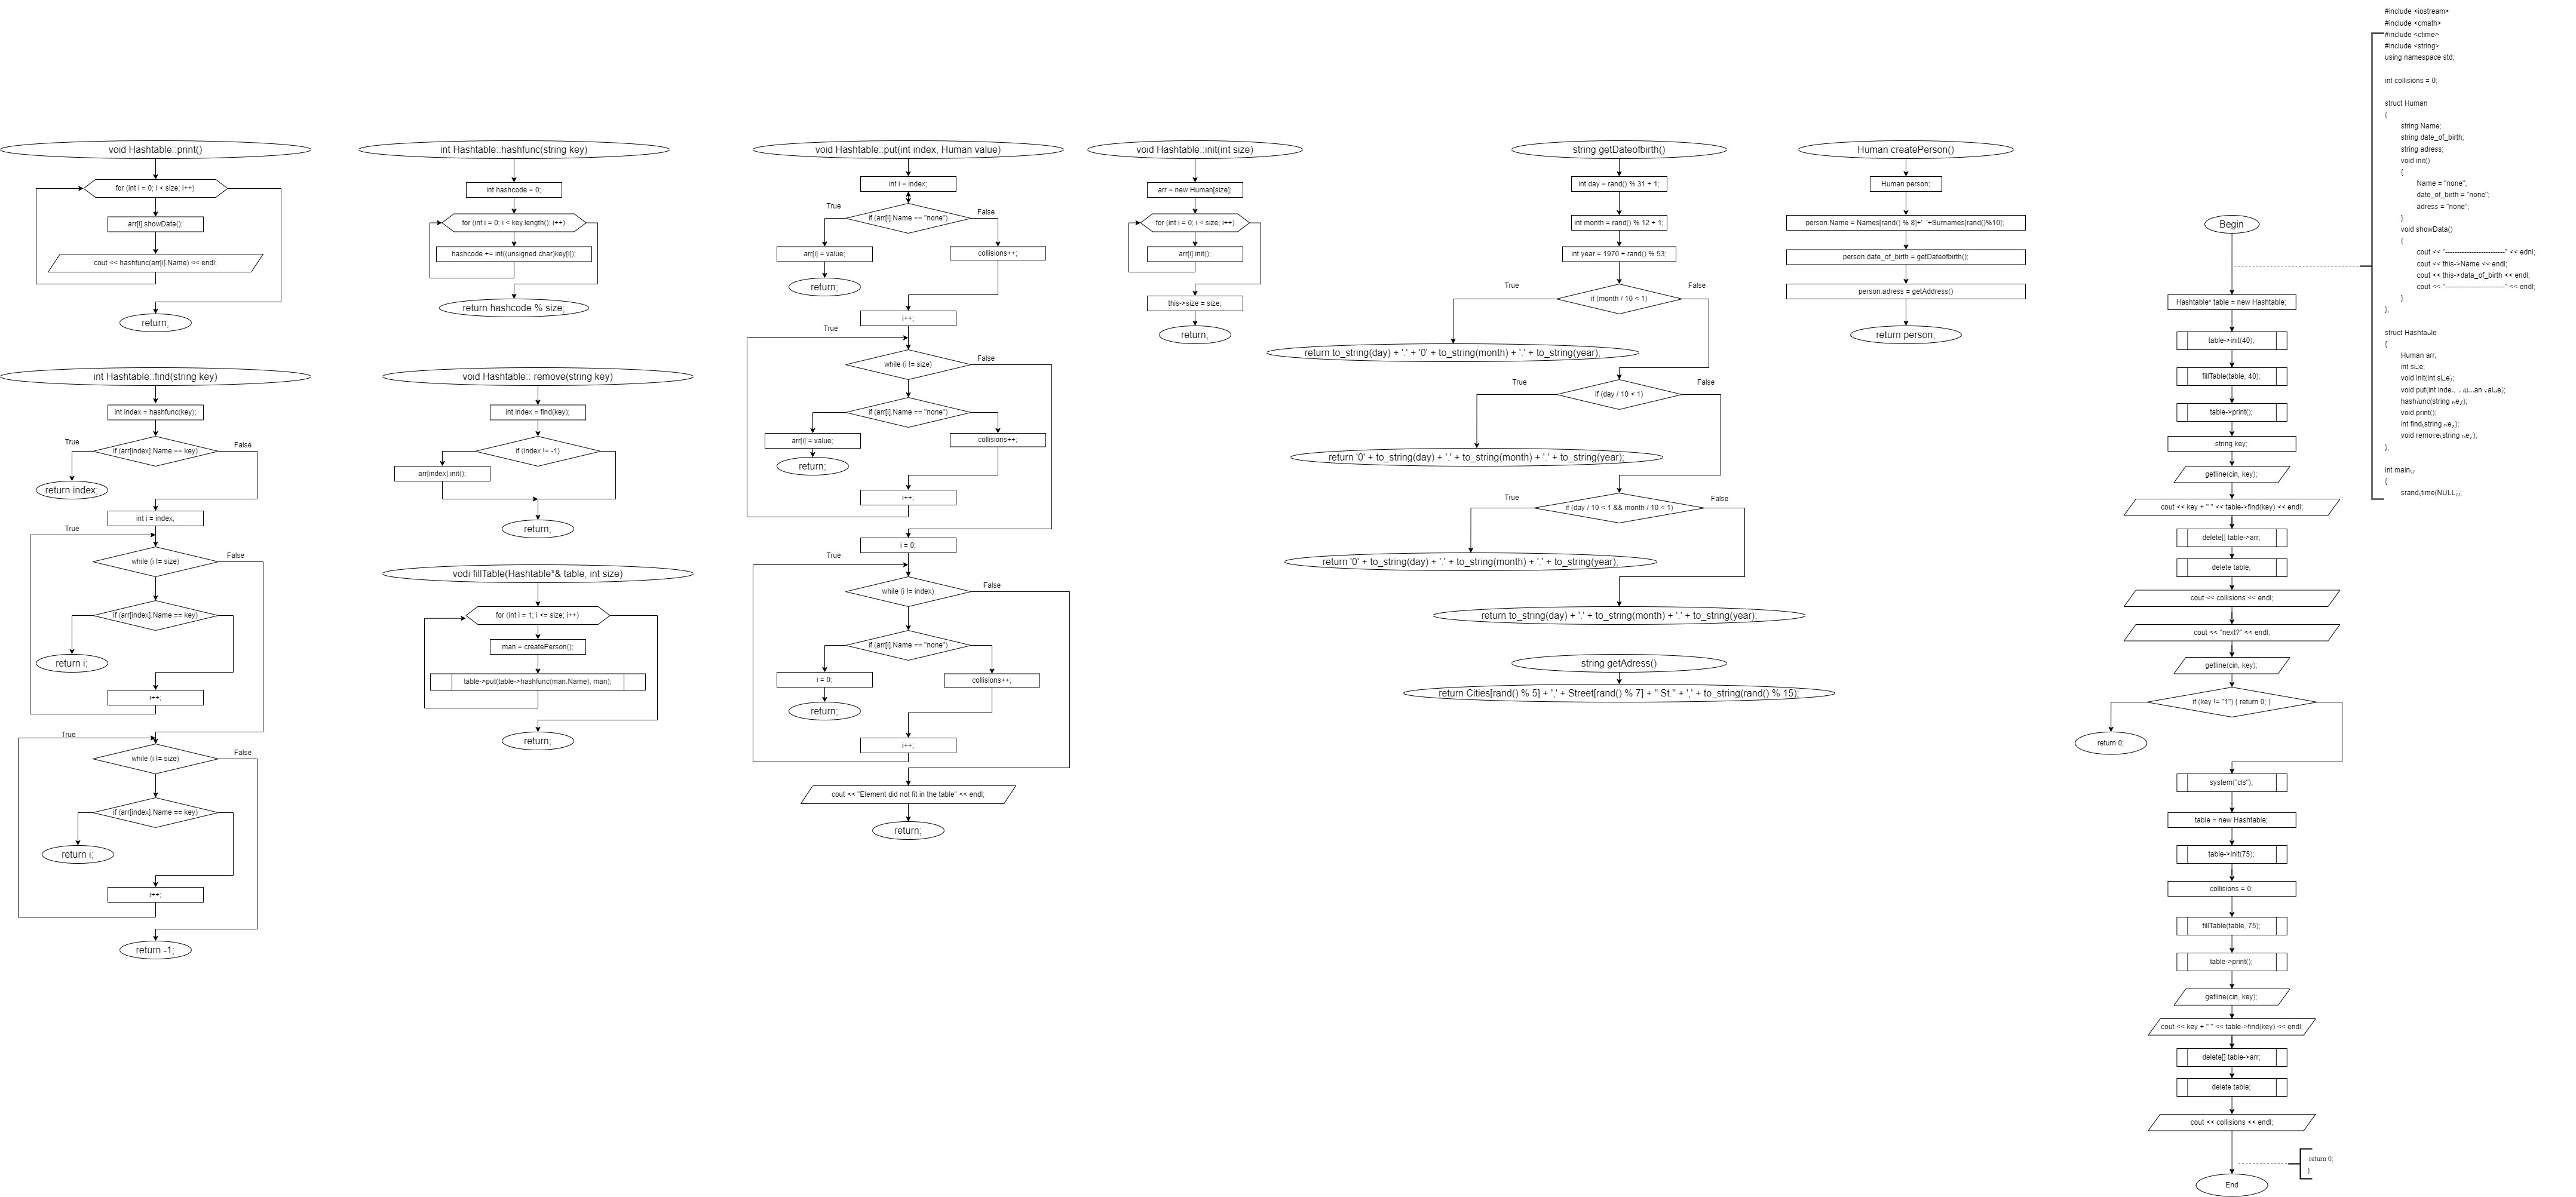 void Hashtable::print()
for (int i = 0; i < size; i++)
arr[i].showData();
cout << hashfunc(arr[i].Name) << endl;
return;
int Hashtable::find(string key)
int index = hashfunc(key);
True
False
if (arr[index].Name == key)
return index;
int i = index;
True
while (i != size)
False
if (arr[index].Name == key)
return i;
i++;
True
while (i != size)
False
if (arr[index].Name == key)
return i;
i++;
return -1;
int Hashtable::hashfunc(string key)
int hashcode = 0;
for (int i = 0; i < key.length(); i++)
hashcode += int((unsigned char)key[i]);
return hashcode % size;
void Hashtable:: remove(string key)
int index = find(key);
if (index != -1)
arr[index].init();
return;
vodi fillTable(Hashtable*& table, int size)
for (int i = 1; i <= size; i++)
man = createPerson();
table->put(table->hashfunc(man.Name), man);
return;
void Hashtable::put(int index, Human value)
int i = index;
True
False
if (arr[i].Name == "none")
arr[i] = value;
collisions++;
return;
i++;
True
while (i != size)
False
if (arr[i].Name == "none")
arr[i] = value;
collisions++;
return;
i++;
i = 0;
True
while (i != index)
False
if (arr[i].Name == "none")
i = 0;
collisions++;
return;
i++;
cout << "Element did not fit in the table" << endl;
return;
void Hashtable::init(int size)
arr = new Human[size];
for (int i = 0; i < size; i++)
arr[i].init();
this->size = size;
return;
string getDateofbirth()
int day = rand() % 31 + 1;
int month = rand() % 12 + 1;
int year = 1970 + rand() % 53;
True
False
if (month / 10 < 1)
return to_string(day) + '.' + '0' + to_string(month) + '.' + to_string(year);
True
False
if (day / 10 < 1)
return '0' + to_string(day) + '.' + to_string(month) + '.' + to_string(year);
True
False
if (day / 10 < 1 && month / 10 < 1)
return '0' + to_string(day) + '.' + to_string(month) + '.' + to_string(year);
return to_string(day) + '.' + to_string(month) + '.' + to_string(year);
string getAdress()
return Cities[rand() % 5] + ',' + Street[rand() % 7] + " St." + ',' + to_string(rand() % 15);
Human createPerson()
Human person;
person.Name = Names[rand() % 8]+' '+Surnames[rand()%10];
person.date_of_birth = getDateofbirth();
person.adress = getAddress()
return person;
Begin
Hashtable* table = new Hashtable;
table->init(40);
fillTable(table, 40);
table->print();
string key;
getline(cin, key);
cout << key + " " << table->find(key) << endl;
delete[] table->arr;
delete table;
cout << collisions << endl;
cout << "next?" << endl;
getline(cin, key);
if (key != "1") { return 0; }
return 0;
system("cls");
table = new Hashtable;
table->init(75);
collisions = 0;
fillTable(table, 75);
table->print();
getline(cin, key);
cout << key + " " << table->find(key) << endl;
delete[] table->arr;
delete table;
cout << collisions << endl;
return 0;
}
End
#include <iostream>
#include <cmath>
#include <ctime>
#include <string>
using namespace std;
int collisions = 0;
struct Human
{
string Name;
string date_of_birth;
string adress;
void init()
{
Name = "none";
date_of_birth = "none";
adress = "none";
}
void showData()
{
cout << "-------------------------" << ednl;
cout << this->Name << endl;
cout << this->data_of_birth << endl;
cout << "-------------------------" << endl;
}
};
struct Hashtable
{
Human arr;
int size;
void init(int size);
void put(int
hashfunc(string key);
void print();
int find(string key);
void remove(string key);
};
int main
{
srand(time(NULL));